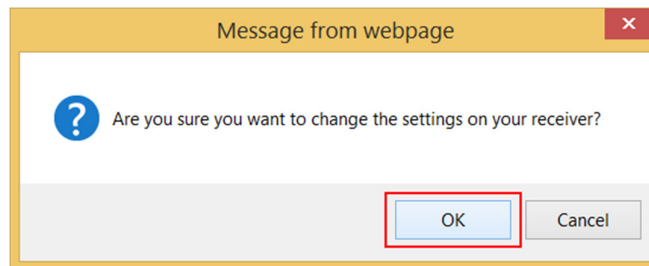 Message from webpage
×
?
Are you sure you want to change the settings on your receiver?
OK Cancel